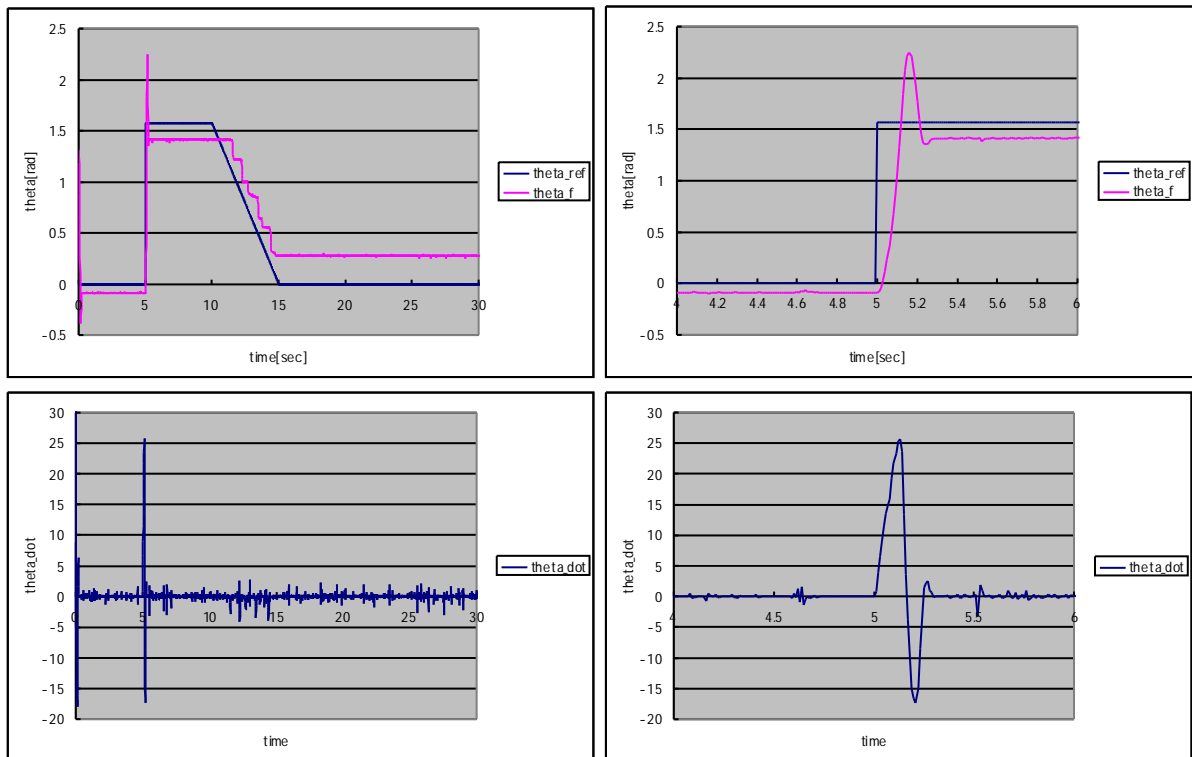 2.5
2
1.5
1
0.5
0
-0.5
theta[rad]
0 5 10 15 20 25 30
time[sec]
theta_ref
theta_f
2.5
2
1.5
1
0.5
0
-0.5
theta[rad]
4 4.2 4.4 4.6 4.8 5 5.2 5.4 5.6 5.8 6
time[sec]
theta_ref
theta_f
30
25
20
15
10
5
0
-5
-10
-15
-20
theta_dot
0 5 10 15 20 25 30
time
theta_dot
30
25
20
15
10
5
0
-5
-10
-15
-20
theta_dot
4 4.5 5 5.5 6
time
theta_dot